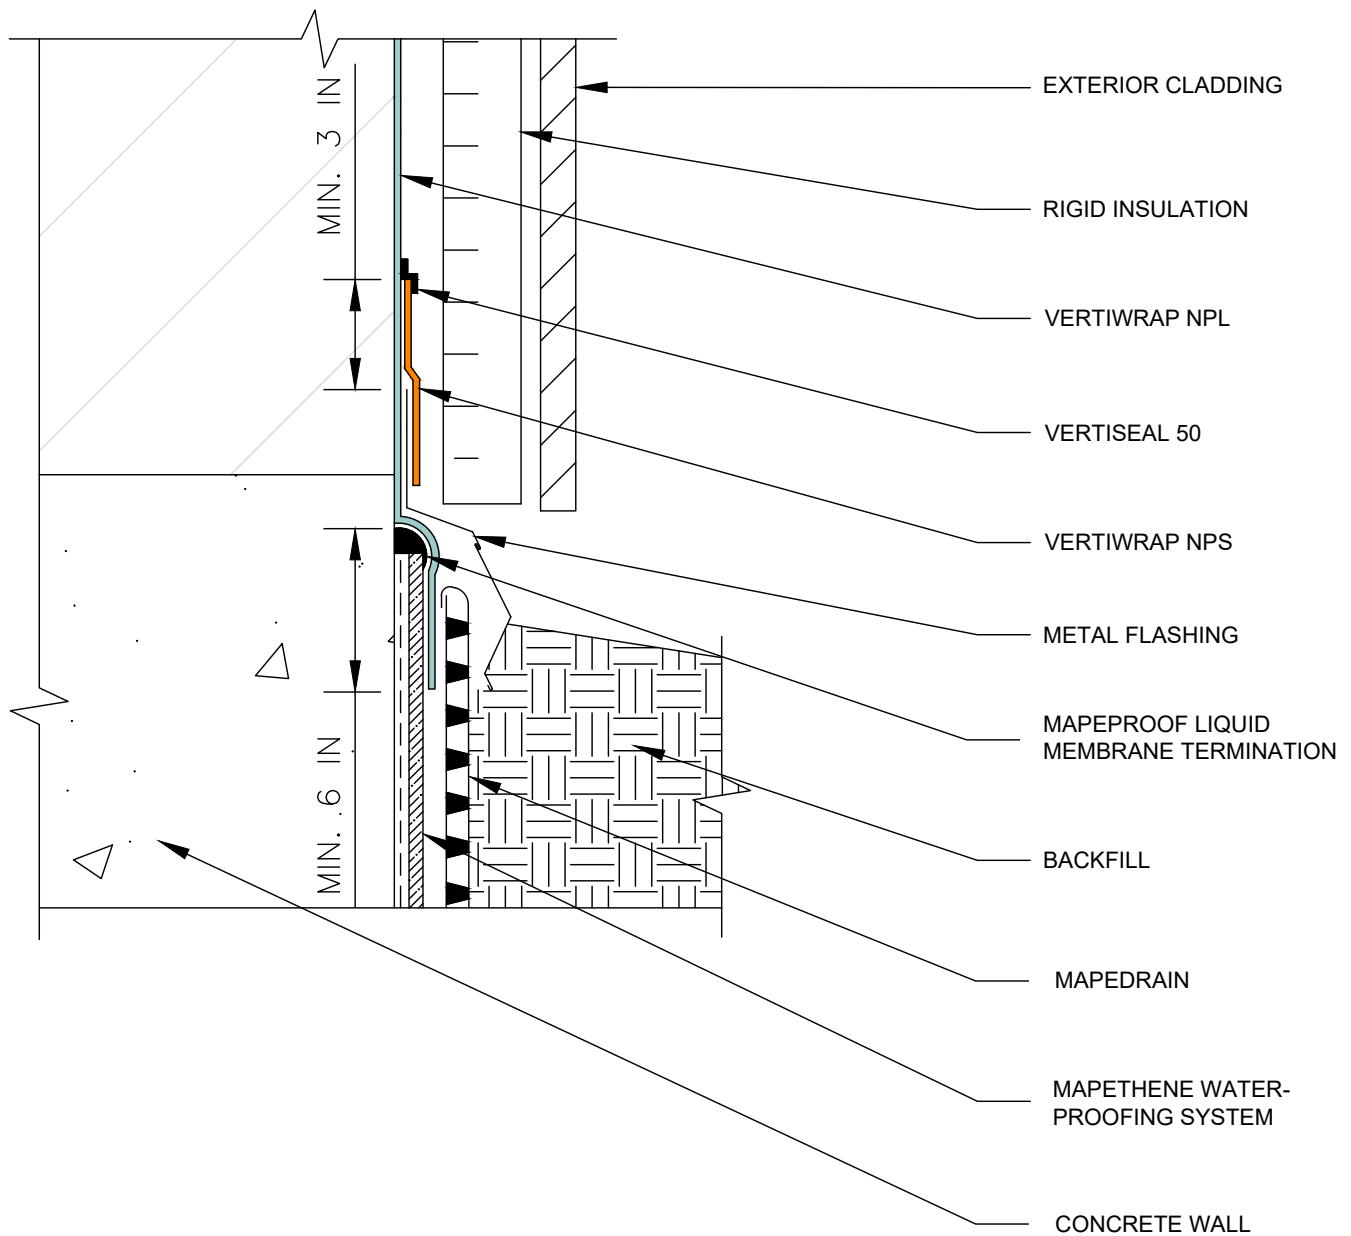 MIN. 3 IN
MIN. 6 IN
EXTERIOR CLADDING
RIGID INSULATION
VERTIWRAP NPL
VERTISEAL 50
VERTIWRAP NPS
METAL FLASHING
MAPEPROOF LIQUID
MEMBRANE TERMINATION
BACKFILL
MAPEDRAIN
MAPETHENE WATER-
PROOFING SYSTEM
CONCRETE WALL